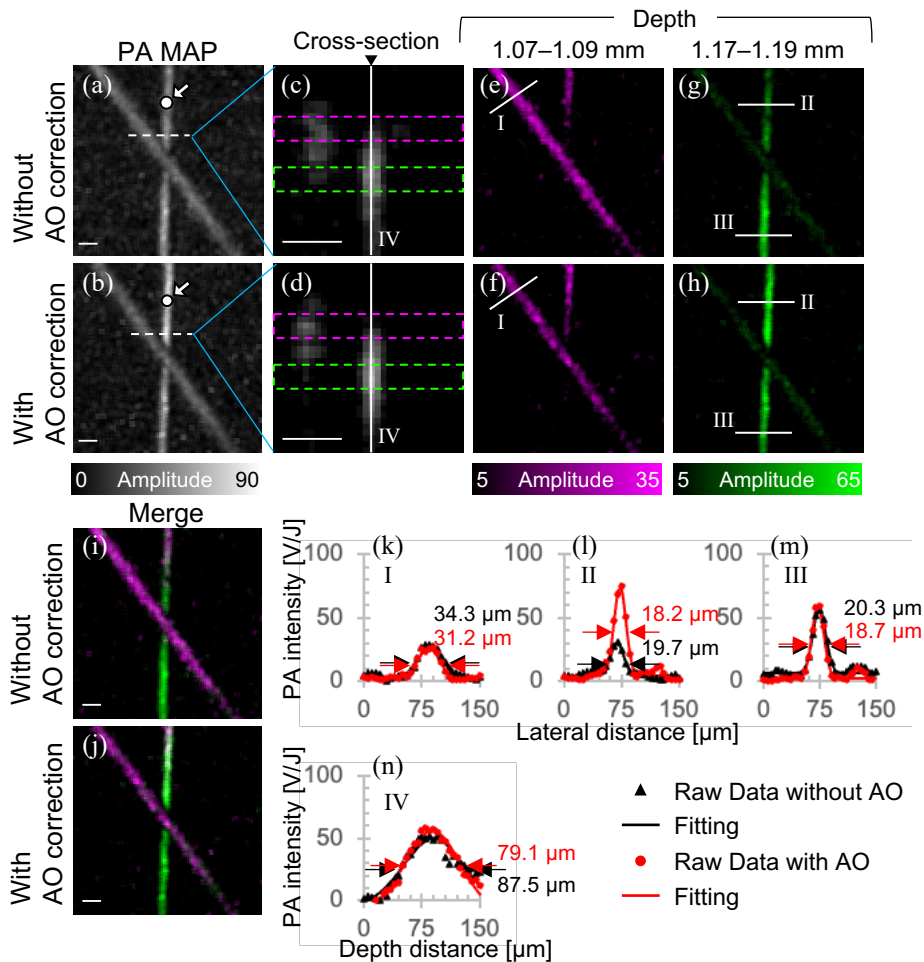 Depth
PA MAP
Cross-section
1.07–1.09 mm
1.17–1.19 mm
Without
AO correction
(a)
(c)
IV
(e)
I
(g)
II
III
With
AO correction
(b)
(d)
IV
(f)
I
(h)
II
III
0 Amplitude 90
5 Amplitude 35
5 Amplitude 65
Merge
Without
AO correction
(i)
With
AO correction
(j)
PA intensity [V/J]
(k)
I
100
50
0
34.3 µm
31.2 µm
0 75 150
(l)
II
100
50
0
18.2 µm
19.7 µm
0 75 150
(m)
III
100
50
0
20.3 µm
18.7 µm
0 75 150
Lateral distance [µm]
PA intensity [V/J]
(n)
IV
100
50
0
79.1 µm
87.5 µm
0 75 150
Depth distance [µm]
Raw Data without AO
Fitting
Raw Data with AO
Fitting